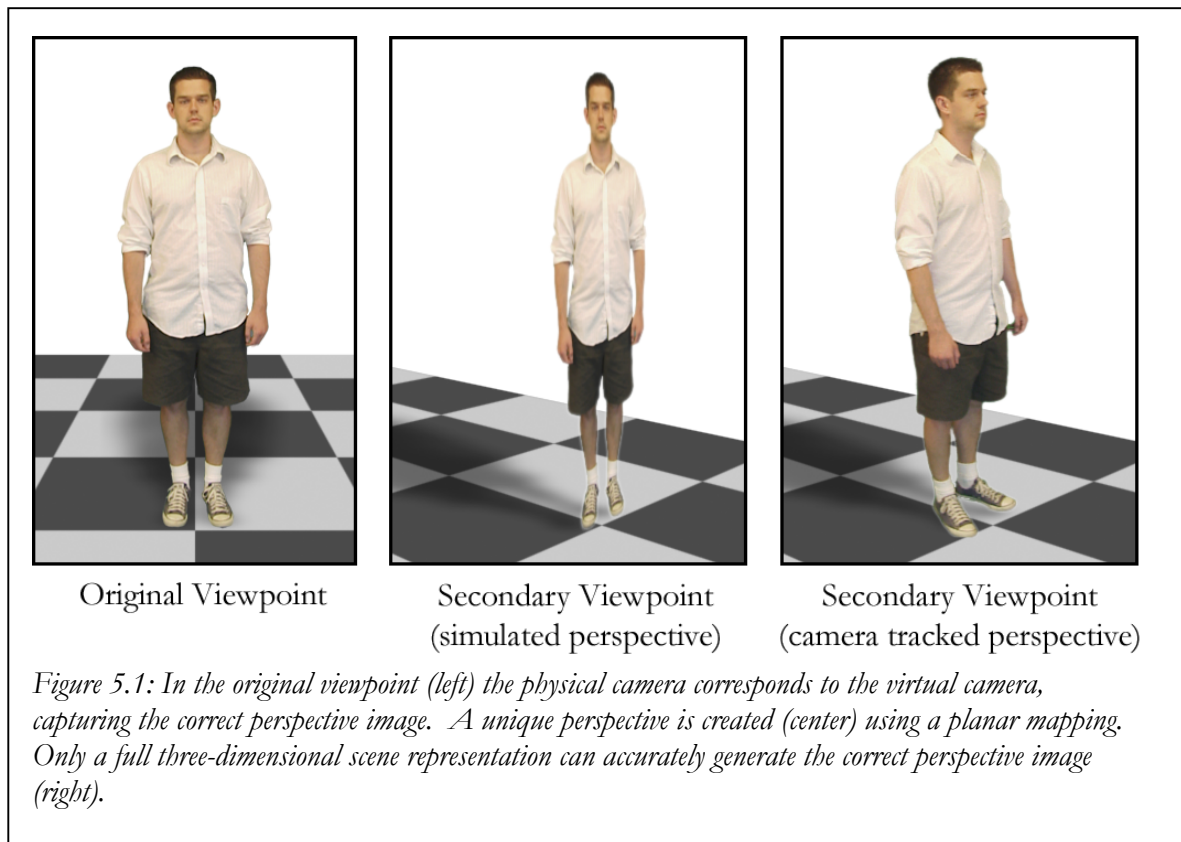 Original Viewpoint
Secondary Viewpoint
(simulated perspective)
Secondary Viewpoint
(camera tracked perspective)
Figure 5.1: In the original viewpoint (left) the physical camera corresponds to the virtual camera,
capturing the correct perspective image.  A unique perspective is created (center) using a planar mapping.
Only a full three-dimensional scene representation can accurately generate the correct perspective image
(right).